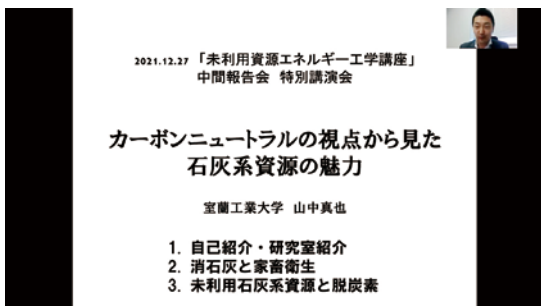 2021.12.27 「未利用資源エネルギー工学講座」
中間報告会 特別講演会
カーボンニュートラルの視点から見た
石灰系資源の魅力
室蘭工業大学 山中真也
1. 自己紹介・研究室紹介
2. 消石灰と家畜衛生
3. 未利用石灰系資源と脱炭素